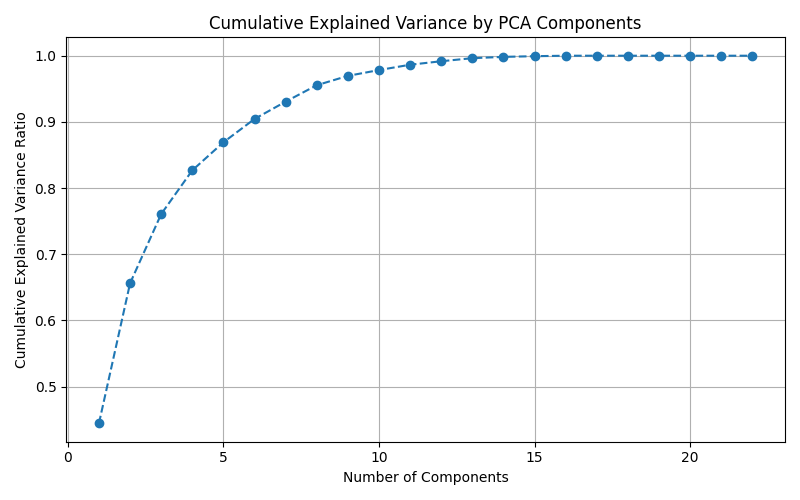 Cumulative Explained Variance by PCA Components
Cumulative Explained Variance Ratio
1.0
0.9
0.8
0.7
0.6
0.5
0 5 10 15 20
Number of Components